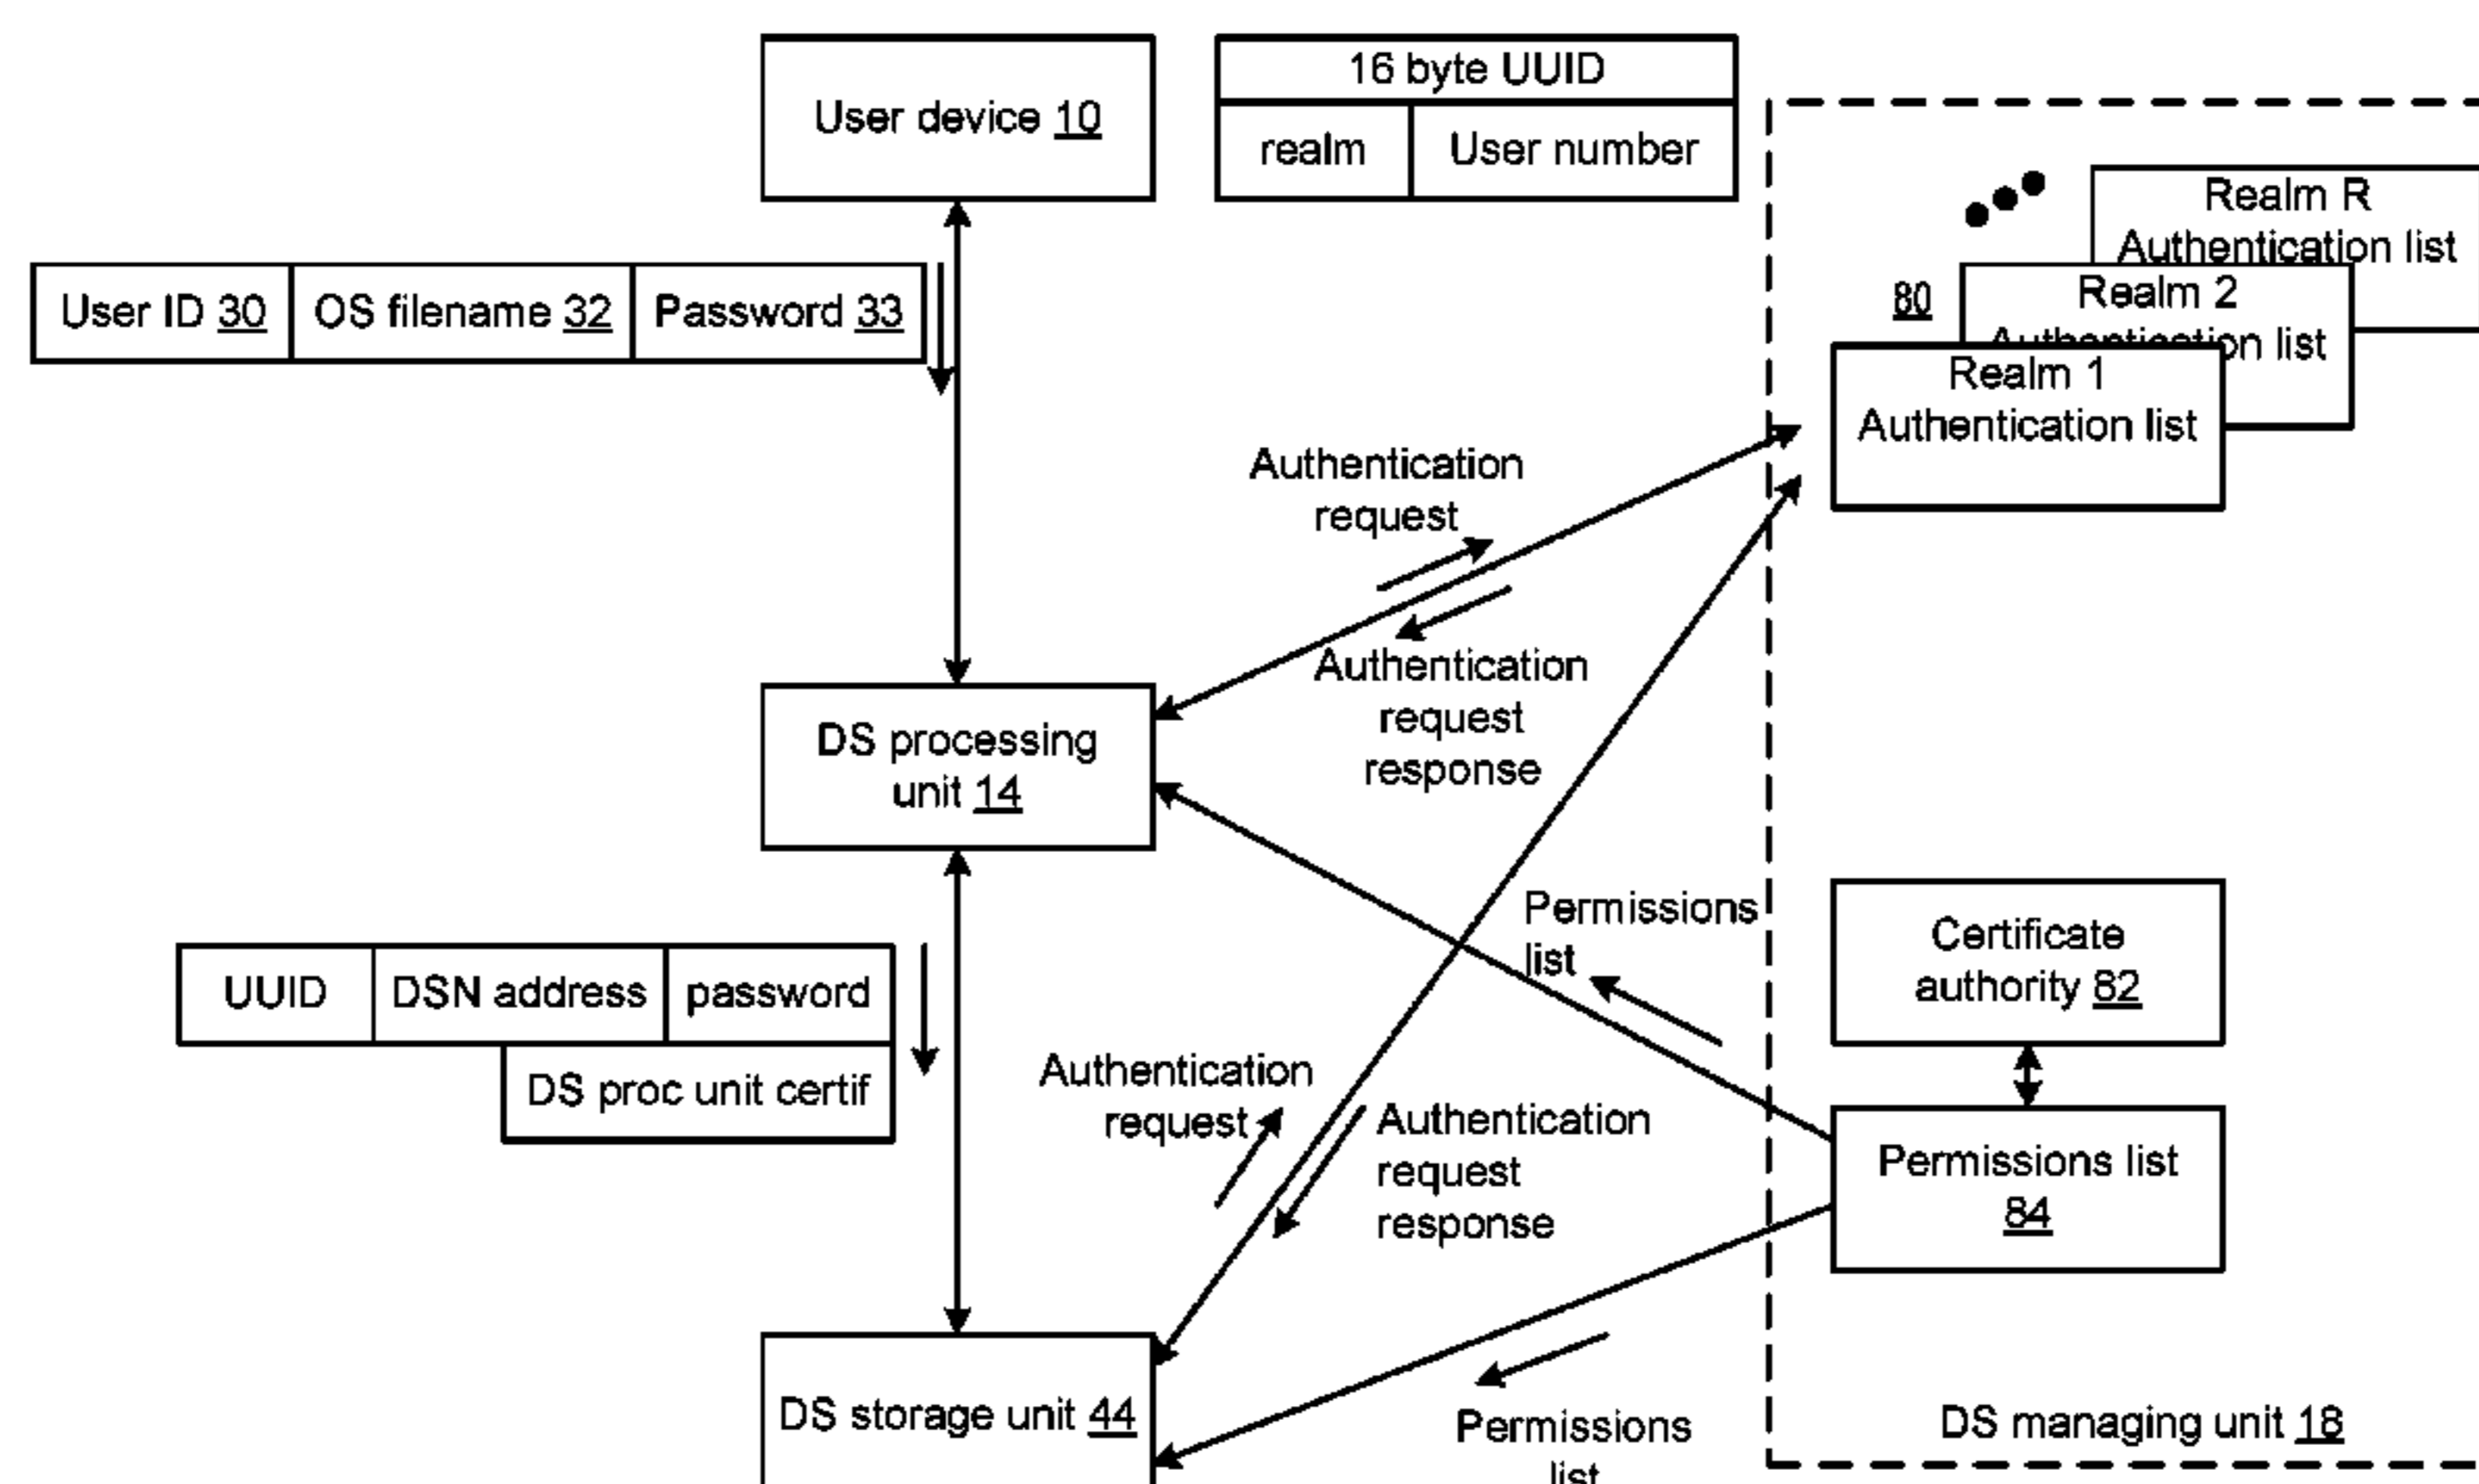 User device 10
16 byte UUID
realm
User number
Realm R
Authentication list
80
Realm 2
Authentication list
Realm 1
Authentication list
User ID 30
OS filename 32
Password 33
Authentication
request
Authentication
request
response
DS processing
unit 14
Permissions
list
Certificate
authority 82
UUID
DSN address
password
DS proc unit certif
Authentication
request
Authentication
request
response
Permissions list
84
DS storage unit 44
Permissions
list
DS managing unit 18